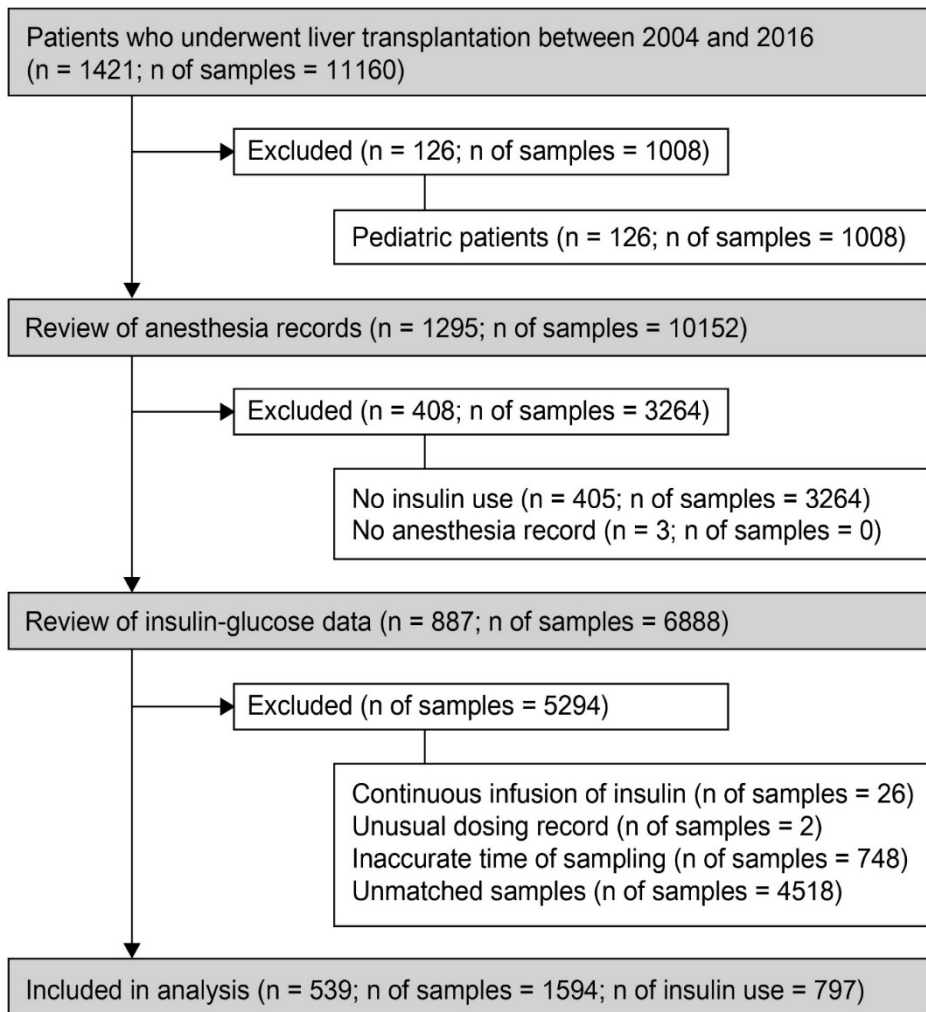 Patients who underwent liver transplantation between 2004 and 2016
(n = 1421; n of samples = 11160)
Excluded (n = 126; n of samples = 1008)
Pediatric patients (n = 126; n of samples = 1008)
Review of anesthesia records (n = 1295; n of samples = 10152)
Excluded (n = 408; n of samples = 3264)
No insulin use (n = 405; n of samples = 3264)
No anesthesia record (n = 3; n of samples = 0)
Review of insulin-glucose data (n = 887; n of samples = 6888)
Excluded (n of samples = 5294)
Continuous infusion of insulin (n of samples = 26)
Unusual dosing record (n of samples = 2)
Inaccurate time of sampling (n of samples = 748)
Unmatched samples (n of samples = 4518)
Included in analysis (n = 539; n of samples = 1594; n of insulin use = 797)